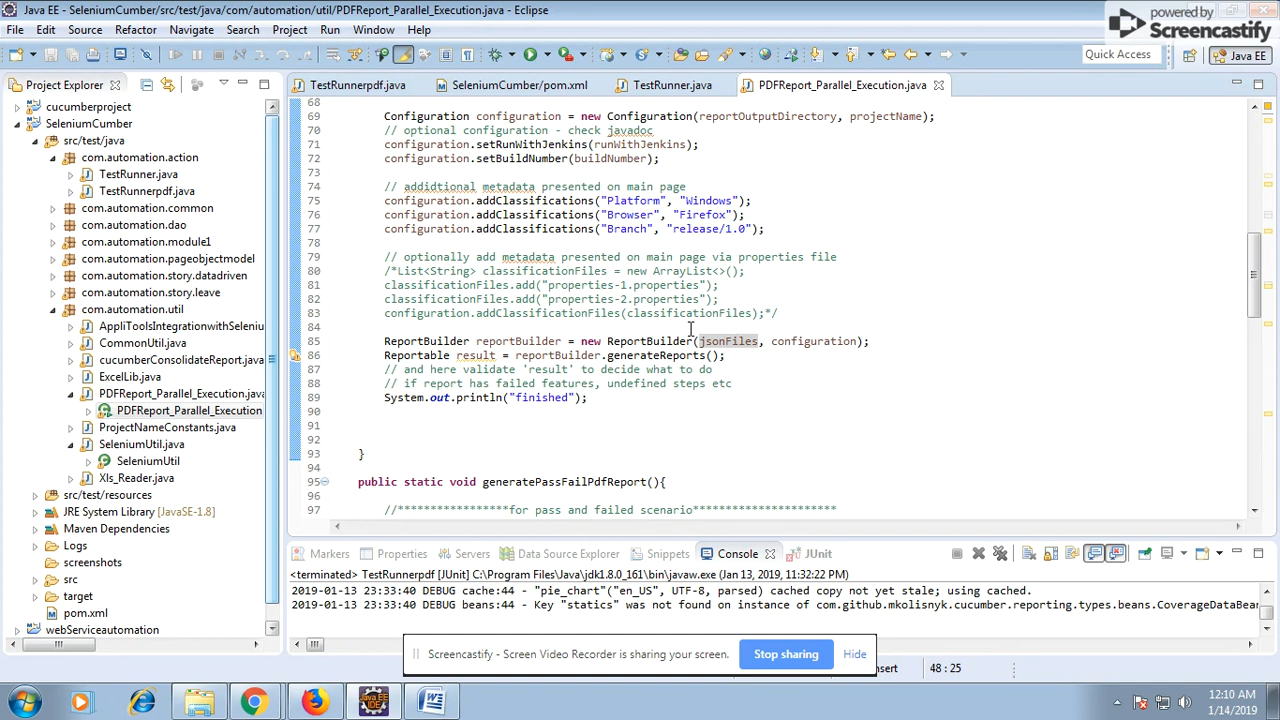 Java EE - SeleniumCumber/src/test/java/com/automation/util/PDFReport_Parallel_Execution.java - Eclipse
powered by
Screencastify
File Edit Source Refactor Navigate Search Project Run Window Help
Quick Access Java EE
Project Explorer TestRunnerpdf.java SeleniumCumber/pom.xml TestRunner.java PDFReport_Parallel_Execution.java
cucumberproject
SeleniumCumber
src/test/java
com.automation.action
TestRunner.java
TestRunnerpdf.java
com.automation.common
com.automation.dao
com.automation.module1
com.automation.pageobjectmodel
com.automation.story.datadriven
com.automation.story.leave
com.automation.util
AppliToolsIntegrationwithSeleniu
CommonUtil.java
cucumberConsolidateReport.java
ExcelLib.java
PDFReport_Parallel_Execution.java
PDFReport_Parallel_Execution
ProjectNameConstants.java
SeleniumUtil.java
SeleniumUtil
Xls_Reader.java
src/test/resources
JRE System Library [JavaSE-1.8]
Maven Dependencies
Logs
screenshots
src
target
pom.xml
webServiceautomation
68
69 Configuration configuration = new Configuration(reportOutputDirectory, projectName);
70 // optional configuration - check javadoc
71 configuration.setRunWithJenkins(runWithJenkins);
72 configuration.setBuildNumber(buildNumber);
73
74 // addidtional metadata presented on main page
75 configuration.addClassifications("Platform", "Windows");
76 configuration.addClassifications("Browser", "Firefox");
77 configuration.addClassifications("Branch", "release/1.0");
78
79 // optionally add metadata presented on main page via properties file
80 /*List<String> classificationFiles = new ArrayList<>();
81 classificationFiles.add("properties-1.properties");
82 classificationFiles.add("properties-2.properties");
83 configuration.addClassificationFiles(classificationFiles);*/
84
85 ReportBuilder reportBuilder = new ReportBuilder(jsonFiles, configuration);
86 Reportable result = reportBuilder.generateReports();
87 // and here validate 'result' to decide what to do
88 // if report has failed features, undefined steps etc
89 System.out.println("finished");
90
91
92
93 }
94
95 public static void generatePassFailPdfReport(){
96
97 //*****************for pass and failed scenario**********************
Markers Properties Servers Data Source Explorer Snippets Console JUnit
<terminated> TestRunnerpdf [JUnit] C:\Program Files\Java\jdk1.8.0_161\bin\javaw.exe (Jan 13, 2019, 11:32:22 PM)
2019-01-13 23:33:40 DEBUG cache:44 - "pie_chart"("en_US", UTF-8, parsed) cached copy not yet stale; using cached.
2019-01-13 23:33:40 DEBUG beans:44 - Key "statics" was not found on instance of com.github.mkolisnyk.cucumber.reporting.types.beans.CoverageDataBean
Screencastify - Screen Video Recorder is sharing your screen. Stop sharing Hide
nsert 48 : 25
12:10 AM
1/14/2019